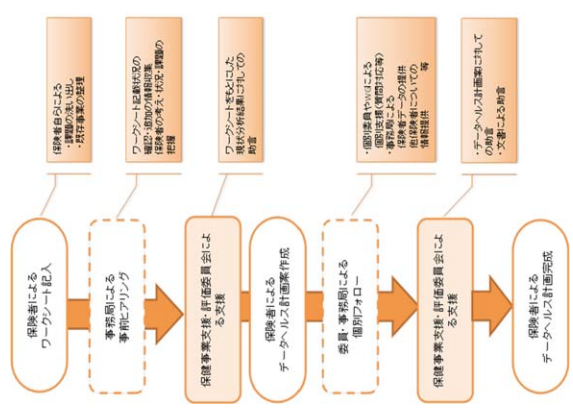 保険者による
ワークシート記入
保険者自らによる
・課題の洗い出し
・既存事業の整理
事務局による
事前ヒアリング
ワークシート記載状況の
確認・追加の情報収集
保険者の考え・状況・課題の
把握
保健事業支援・評価委員会によ
る支援
ワークシートをもとにした
現状分析結果に対しての
助言
保険者による
データヘルス計画案作成
委員・事務局による
個別フォロー
・個別委員やWGによる
個別支援(質問対応等)
・事務局による
保険者データの提供
他保険者についての
情報提供 等
保健事業支援・評価委員会によ
る支援
・データヘルス計画案に対して
の助言
・文書による助言
保険者による
データヘルス計画完成